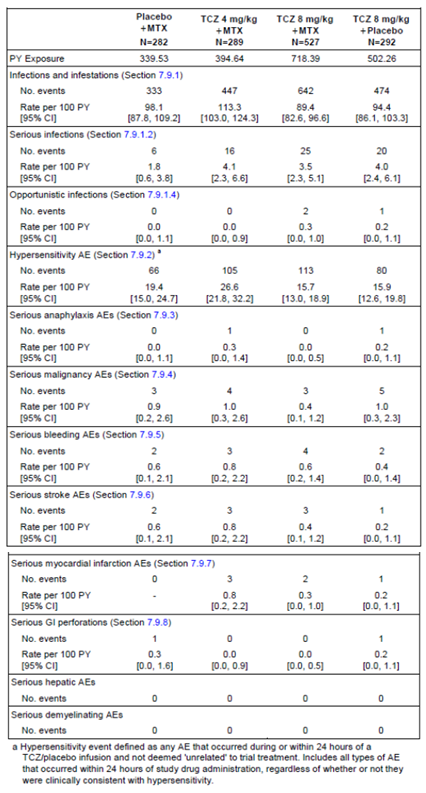 Placebo TCZ 4 mg/kg TCZ 8 mg/kg TCZ 8 mg/kg
+MTX +MTX +MTX +Placebo
N=282 N=289 N=527 N=292
PY Exposure 339.53 394.64 718.39 502.26
Infections and infestations (Section 7.9.1)
No. events 333 447 642 474
Rate per 100 PY 98.1 113.3 89.4 94.4
[95% CI] [87.8, 109.2] [103.0, 124.3] [82.6, 96.6] [86.1, 103.3]
Serious infections (Section 7.9.1.2)
No. events 6 16 25 20
Rate per 100 PY 1.8 4.1 3.5 4.0
[95% CI] [0.6, 3.8] [2.3, 6.6] [2.3, 5.1] [2.4, 6.1]
Opportunistic infections (Section 7.9.1.4)
No. events 0 0 2 1
Rate per 100 PY 0.0 0.0 0.3 0.2
[95% CI] [0.0, 1.1] [0.0, 0.9] [0.0, 1.0] [0.0, 1.1]
Hypersensitivity AE (Section 7.9.2) a
No. events 66 105 113 80
Rate per 100 PY 19.4 26.6 15.7 15.9
[95% CI] [15.0, 24.7] [21.8, 32.2] [13.0, 18.9] [12.6, 19.8]
Serious anaphylaxis AEs (Section 7.9.3)
No. events 0 1 0 1
Rate per 100 PY 0.0 0.3 0.0 0.2
[95% CI] [0.0, 1.1] [0.0, 1.4] [0.0, 0.5] [0.0, 1.1]
Serious malignancy AEs (Section 7.9.4)
No. events 3 4 3 5
Rate per 100 PY 0.9 1.0 0.4 1.0
[95% CI] [0.2, 2.6] [0.3, 2.6] [0.1, 1.2] [0.3, 2.3]
Serious bleeding AEs (Section 7.9.5)
No. events 2 3 4 2
Rate per 100 PY 0.6 0.8 0.6 0.4
[95% CI] [0.1, 2.1] [0.2, 2.2] [0.2, 1.4] [0.0, 1.4]
Serious stroke AEs (Section 7.9.6)
No. events 2 3 3 1
Rate per 100 PY 0.6 0.8 0.4 0.2
[95% CI] [0.1, 2.1] [0.2, 2.2] [0.1, 1.2] [0.0, 1.1]
Serious myocardial infarction AEs (Section 7.9.7)
No. events 0 3 2 1
Rate per 100 PY - 0.8 0.3 0.2
[95% CI] [0.2, 2.2] [0.0, 1.0] [0.0, 1.1]
Serious GI perforations (Section 7.9.8)
No. events 1 0 0 1
Rate per 100 PY 0.3 0.0 0.0 0.2
[95% CI] [0.0, 1.6] [0.0, 0.9] [0.0, 0.5] [0.0, 1.1]
Serious hepatic AEs
No. events 0 0 0 0
Serious demyelinating AEs
No. events 0 0 0 0
a Hypersensitivity event defined as any AE that occurred during or within 24 hours of a
TCZ/placebo infusion and not deemed 'unrelated' to trial treatment. Includes all types of AE
that occurred within 24 hours of study drug administration, regardless of whether or not they
were clinically consistent with hypersensitivity.